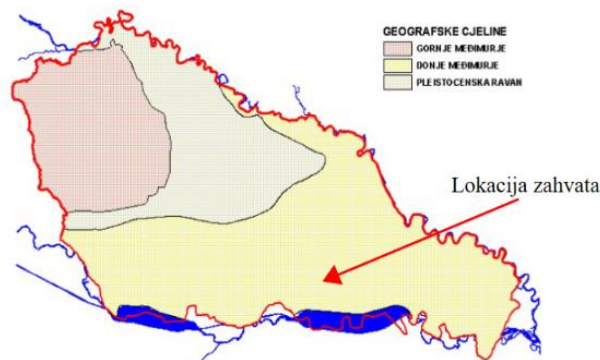 GEOGRAFSKE CJELINE
GORNJE MEĐIMURJE
DONJE MEĐIMURJE
PLEISTOCENSKA RAVAN
Lokacija zahvata